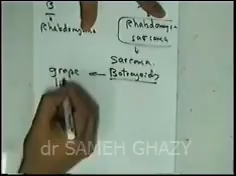 B
Rhabdomyoma
Rhabdomyo
sarcoma
Sarcoma
grape ← Botryoids
dr SAMEH GHAZY